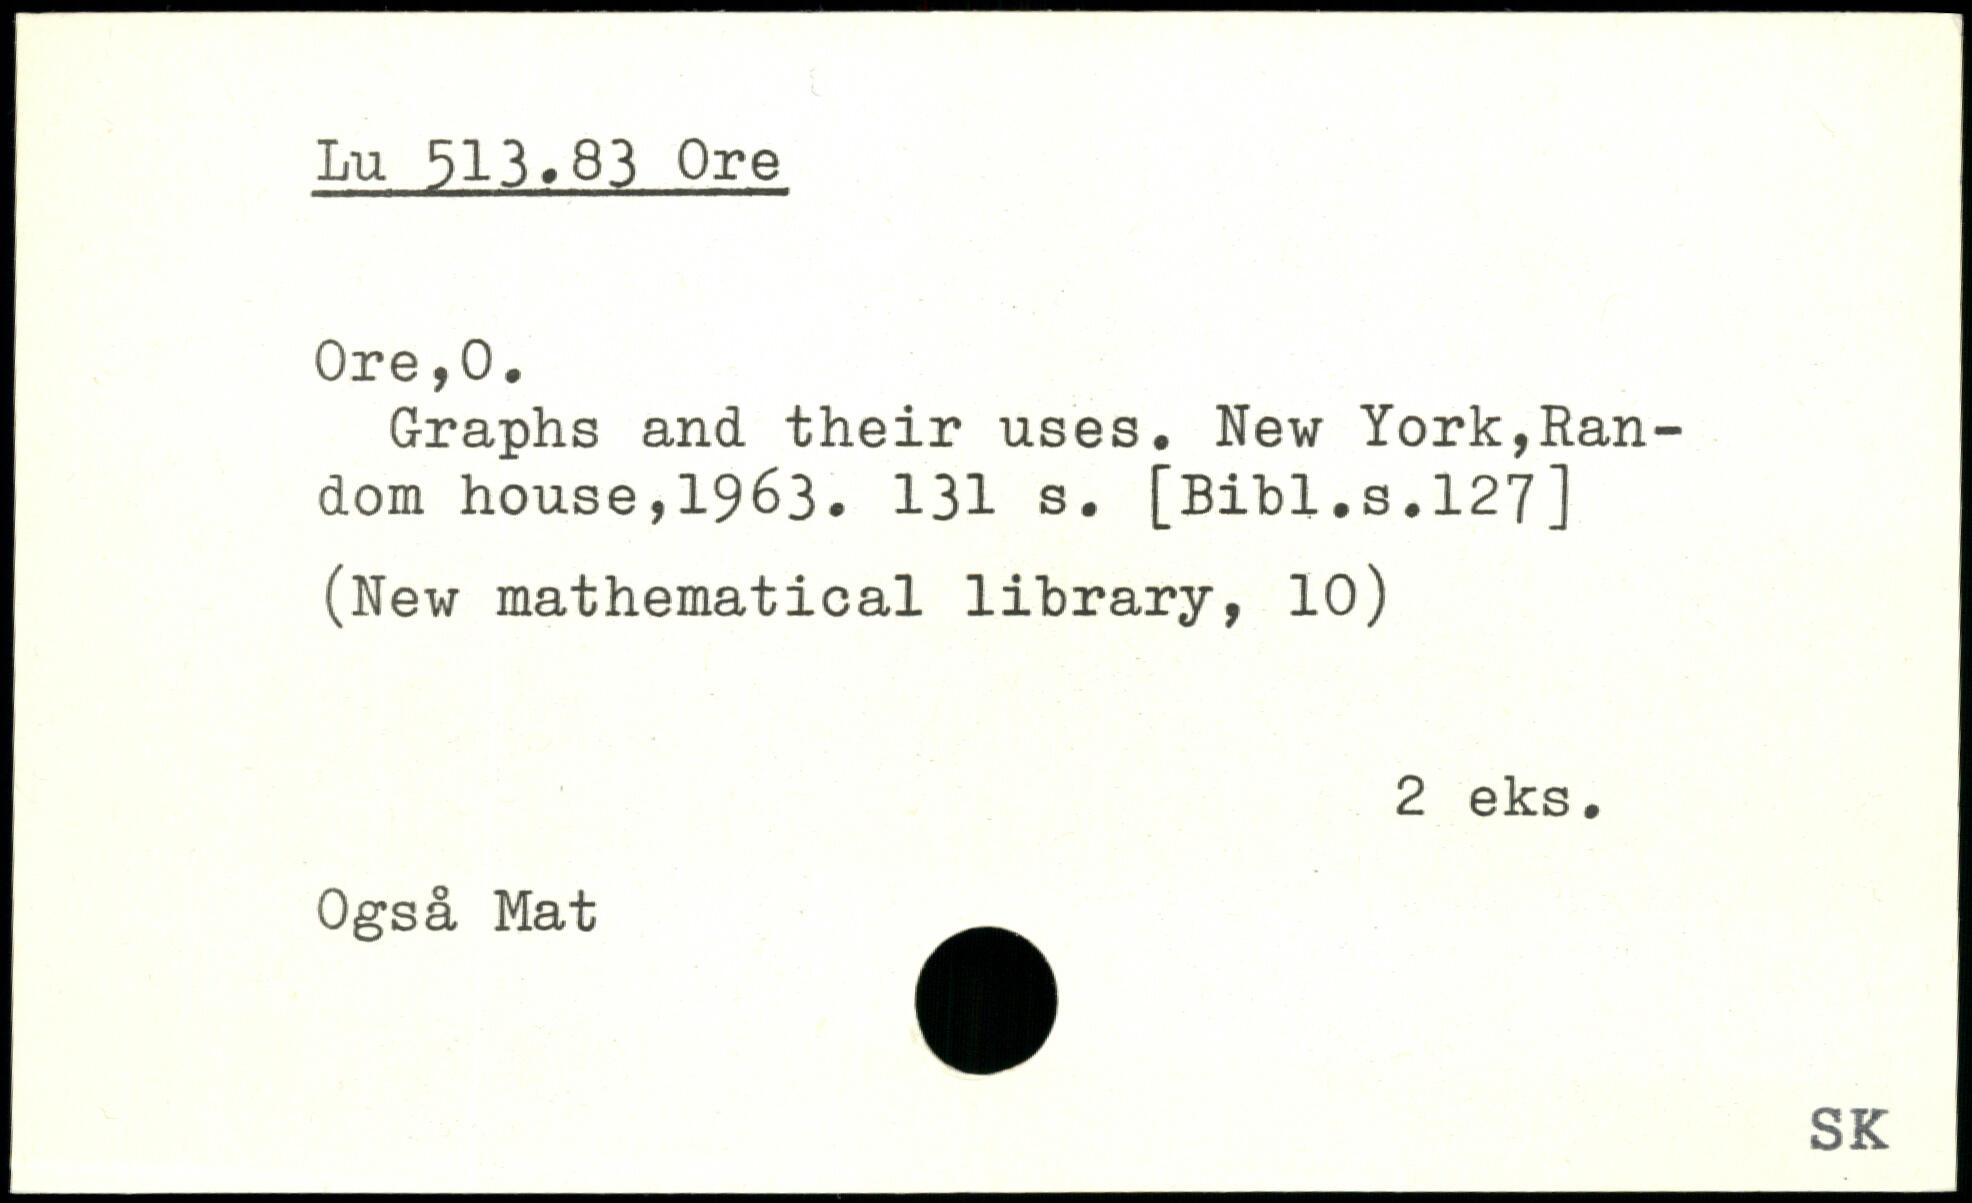 Lu 513.83 Ore
Ore,O.
Graphs and their uses. New York,Ran-
dom house,1963. 131 s. [Bibl.s.127]
(New mathematical library, 10)
2 eks.
Også Mat
SK